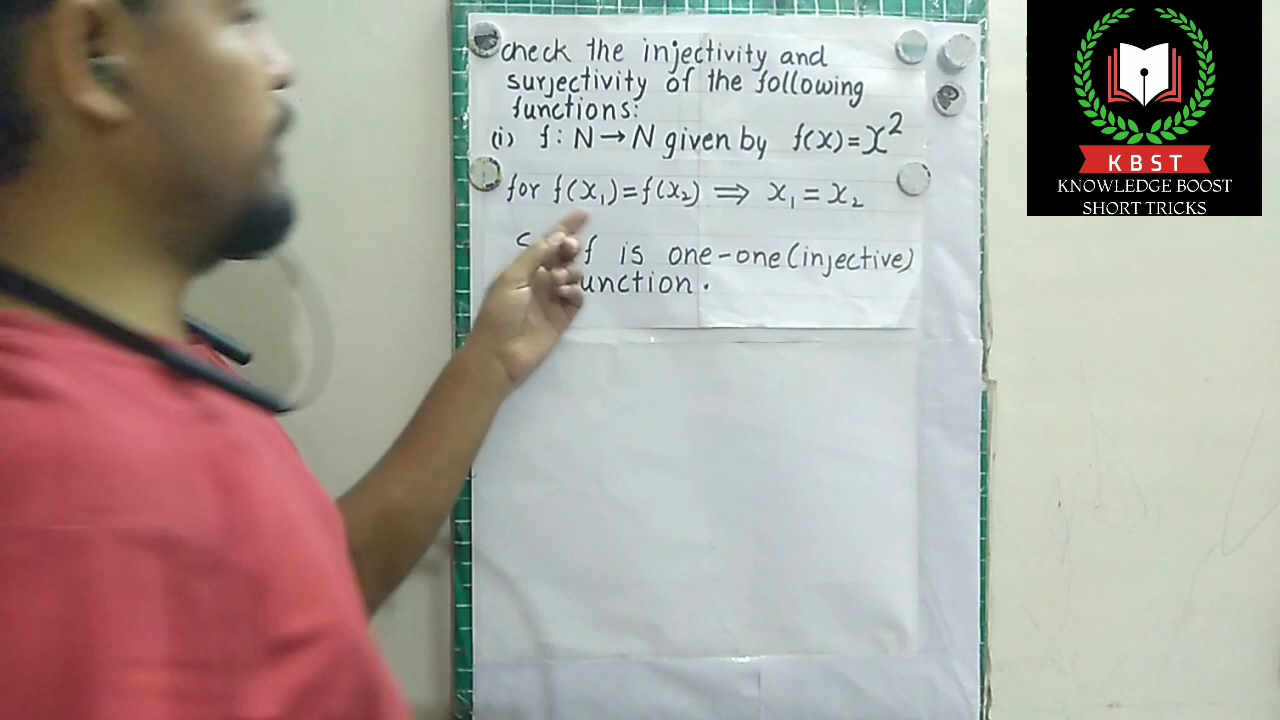 check the injectivity and
surjectivity of the following
functions:
(i) f : N → N given by f(x) = x²
for f(x₁) = f(x₂) ⟹ x₁ = x₂
f is one-one (injective)
unction.
KBST
KNOWLEDGE BOOST
SHORT TRICKS